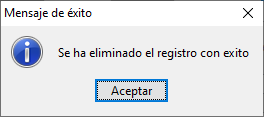 Mensaje de éxito
Se ha eliminado el registro con exito
Aceptar